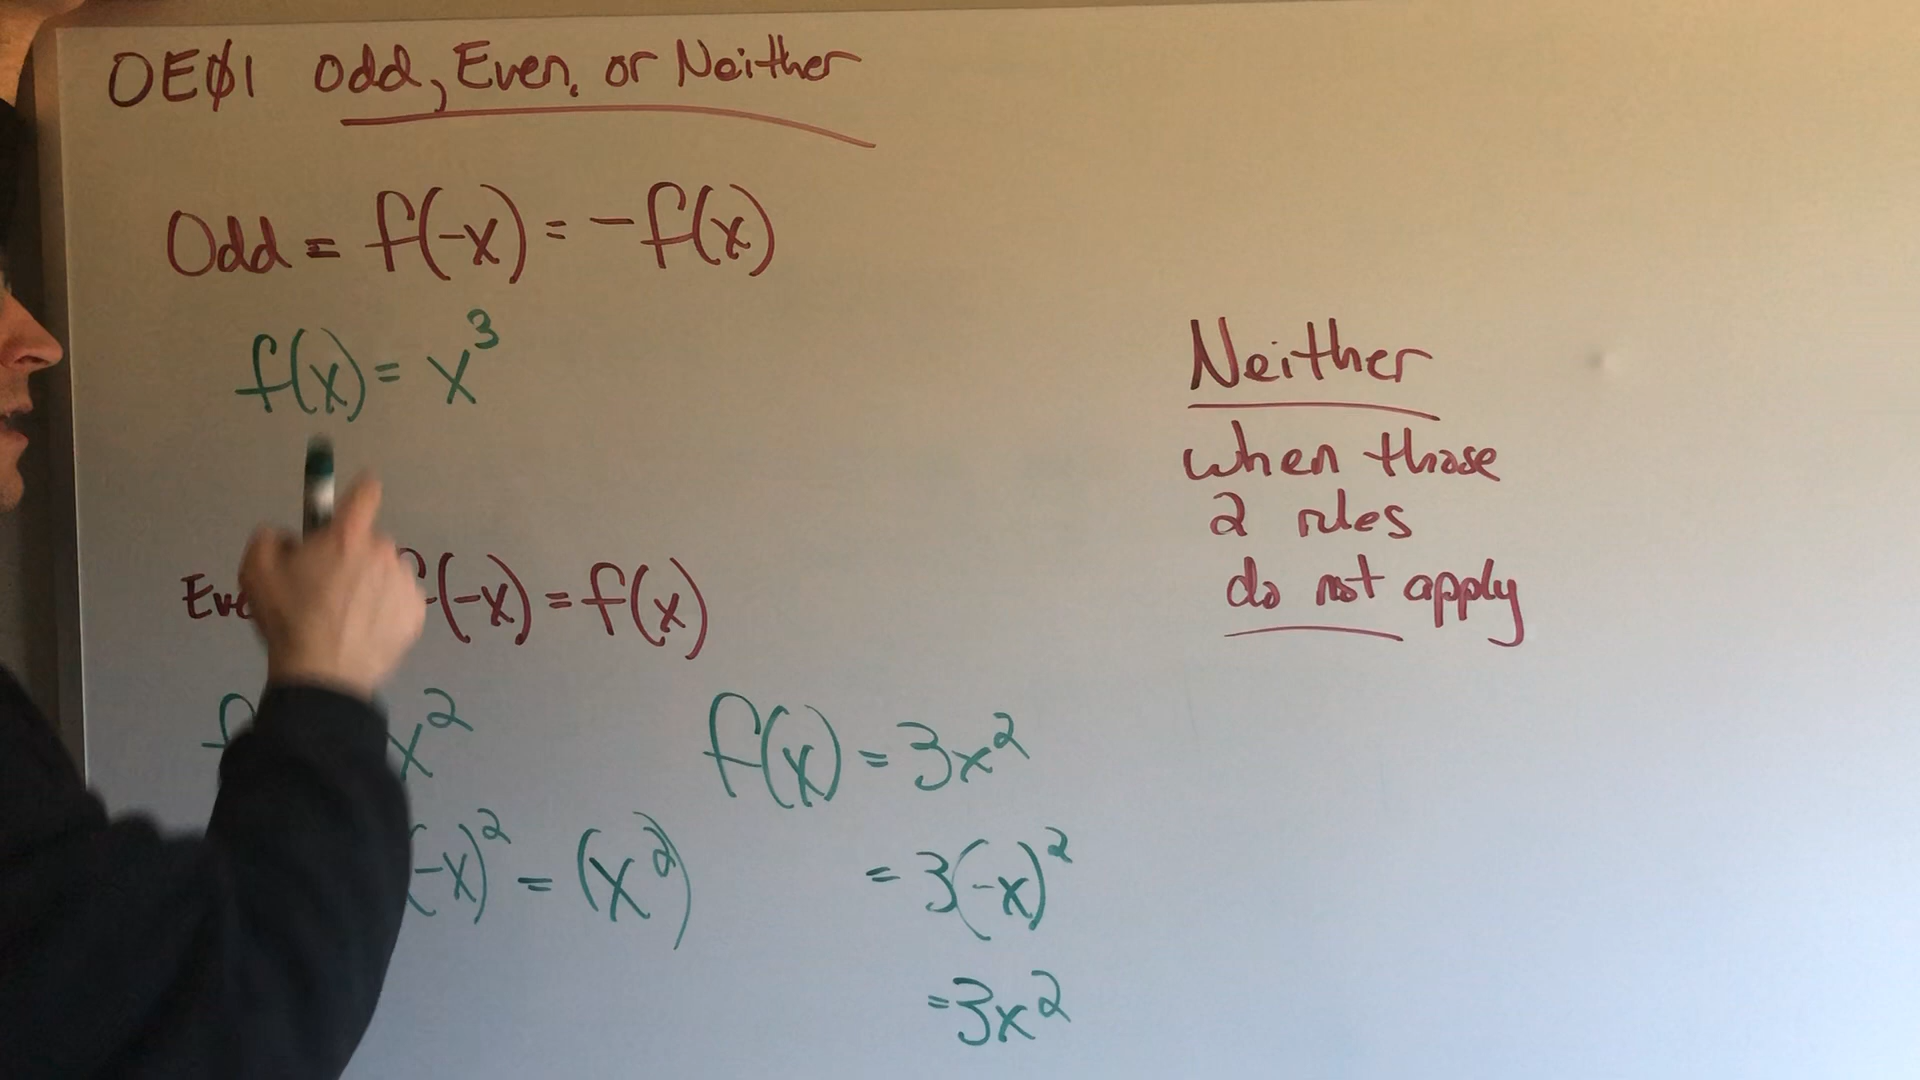 OE01 Odd, Even, or Neither
Odd = f(-x) = -f(x)
f(x) = x³
(-x) = f(x)
x²
f(x) = 3x²
(-x)² = (x²)
= 3(-x)²
= 3x²
Neither
when those
2 rules
do not apply